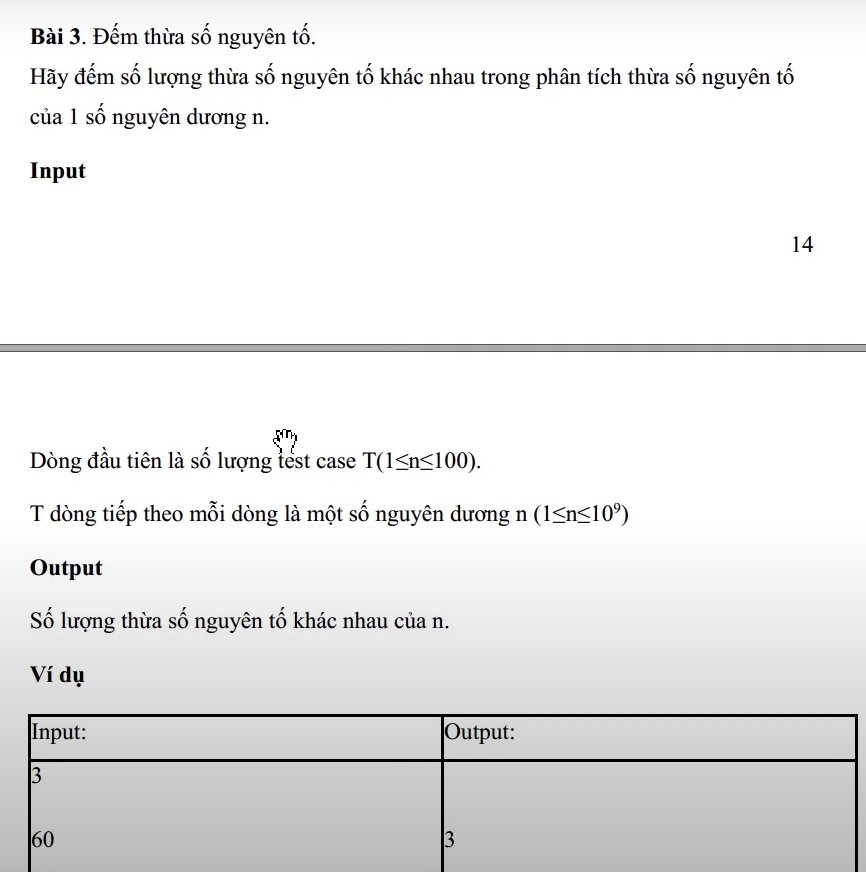 Bài 3. Đếm thừa số nguyên tố.
Hãy đếm số lượng thừa số nguyên tố khác nhau trong phân tích thừa số nguyên tố
của 1 số nguyên dương n.
Input
14
Dòng đầu tiên là số lượng test case T(1≤n≤100).
T dòng tiếp theo mỗi dòng là một số nguyên dương n (1≤n≤10⁹)
Output
Số lượng thừa số nguyên tố khác nhau của n.
Ví dụ
Input: Output:
3
60 3